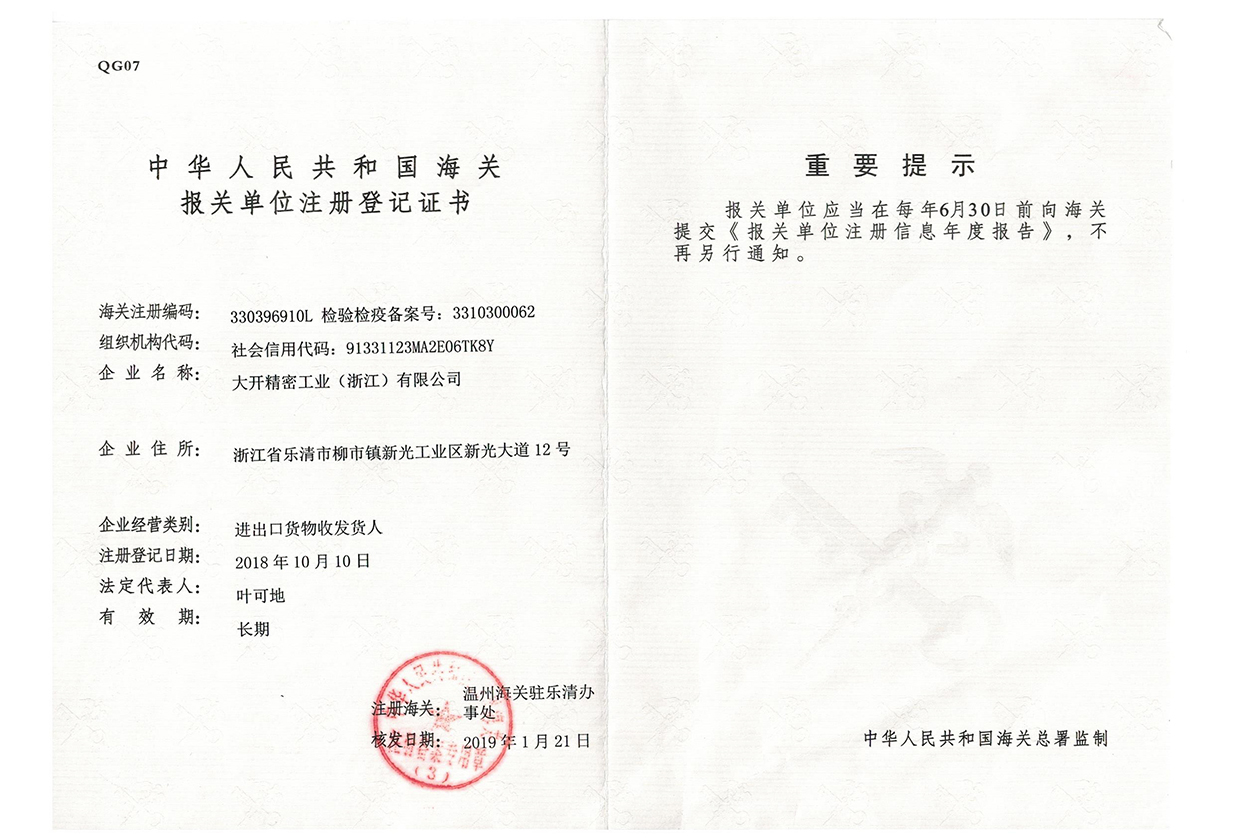 QG07
中华人民共和国海关
报关单位注册登记证书
海关注册编码： 330396910L 检验检疫备案号：3310300062
组织机构代码： 社会信用代码：91331123MA2E06TK8Y
企业名称： 大开精密工业（浙江）有限公司
企业住所： 浙江省乐清市柳市镇新光工业区新光大道12号
企业经营类别： 进出口货物收发货人
注册登记日期： 2018年10月10日
法定代表人： 叶可地
有效期： 长期
注册海关： 温州海关驻乐清办
事处
核发日期： 2019年1月21日
(3)
重要提示
报关单位应当在每年6月30日前向海关
提交《报关单位注册信息年度报告》，不
再另行通知。
中华人民共和国海关总署监制